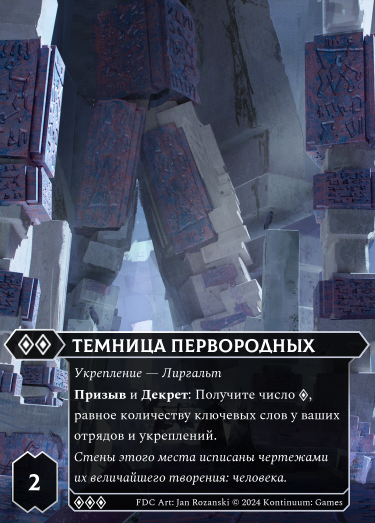 ТЕМНИЦА ПЕРВОРОДНЫХ
Укрепление — Лиргальт
Призыв и Декрет: Получите число ,
равное количеству ключевых слов у ваших
отрядов и укреплений.
Стены этого места исписаны чертежами
их величайшего творения: человека.
2
FDC Art: Jan Rozanski © 2024 Kontinuum: Games